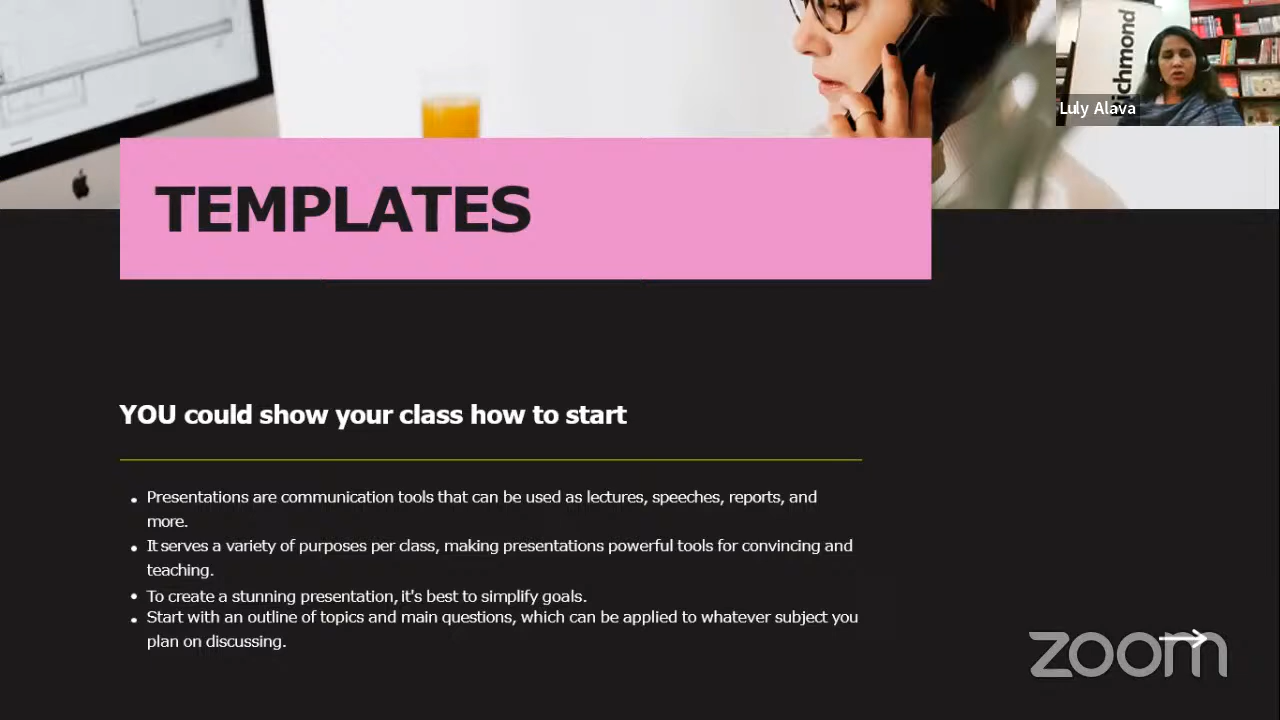 ichmond
Luly Alava
TEMPLATES
YOU could show your class how to start
• Presentations are communication tools that can be used as lectures, speeches, reports, and
more.
• It serves a variety of purposes per class, making presentations powerful tools for convincing and
teaching.
• To create a stunning presentation, it's best to simplify goals.
• Start with an outline of topics and main questions, which can be applied to whatever subject you
plan on discussing.
zoom